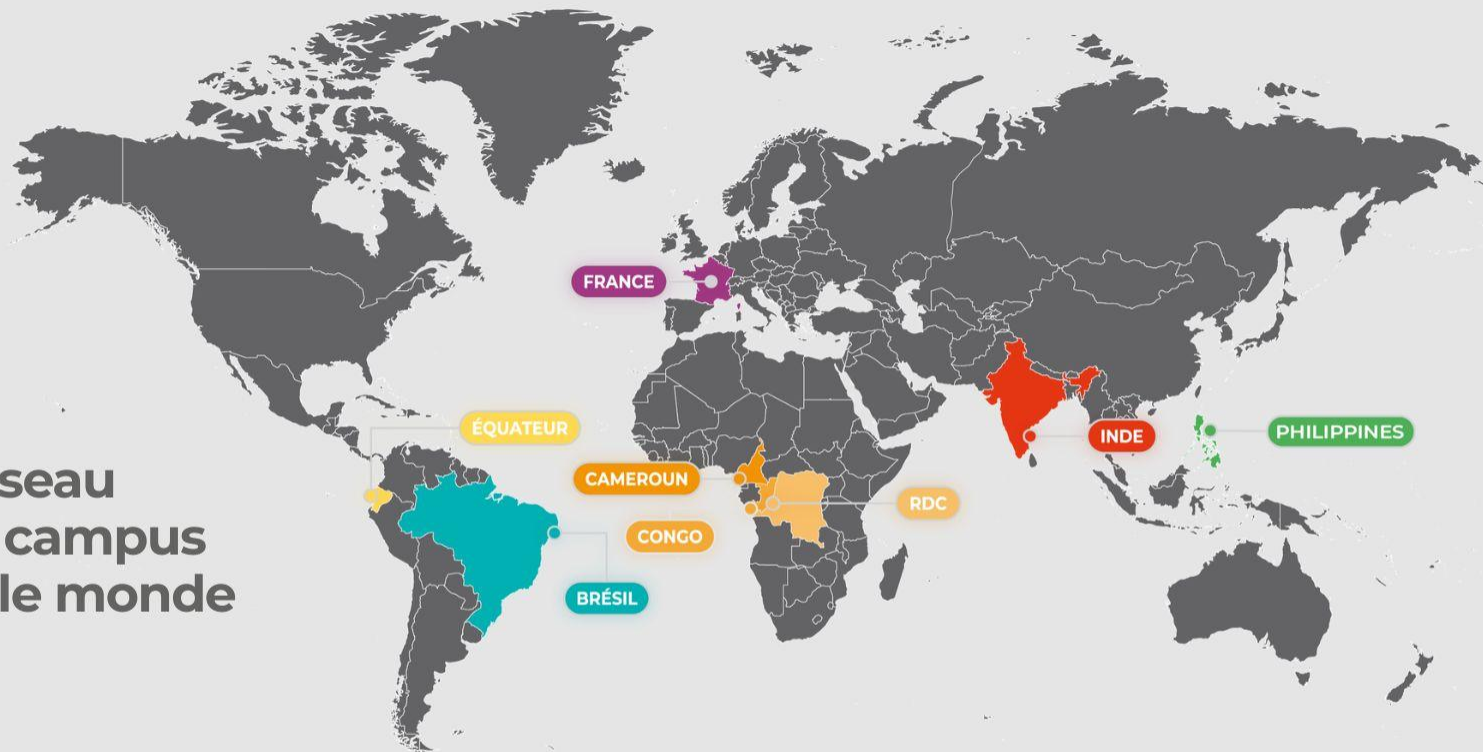 FRANCE
ÉQUATEUR
INDE
PHILIPPINES
CAMEROUN
RDC
CONGO
BRÉSIL
seau
campus
le monde